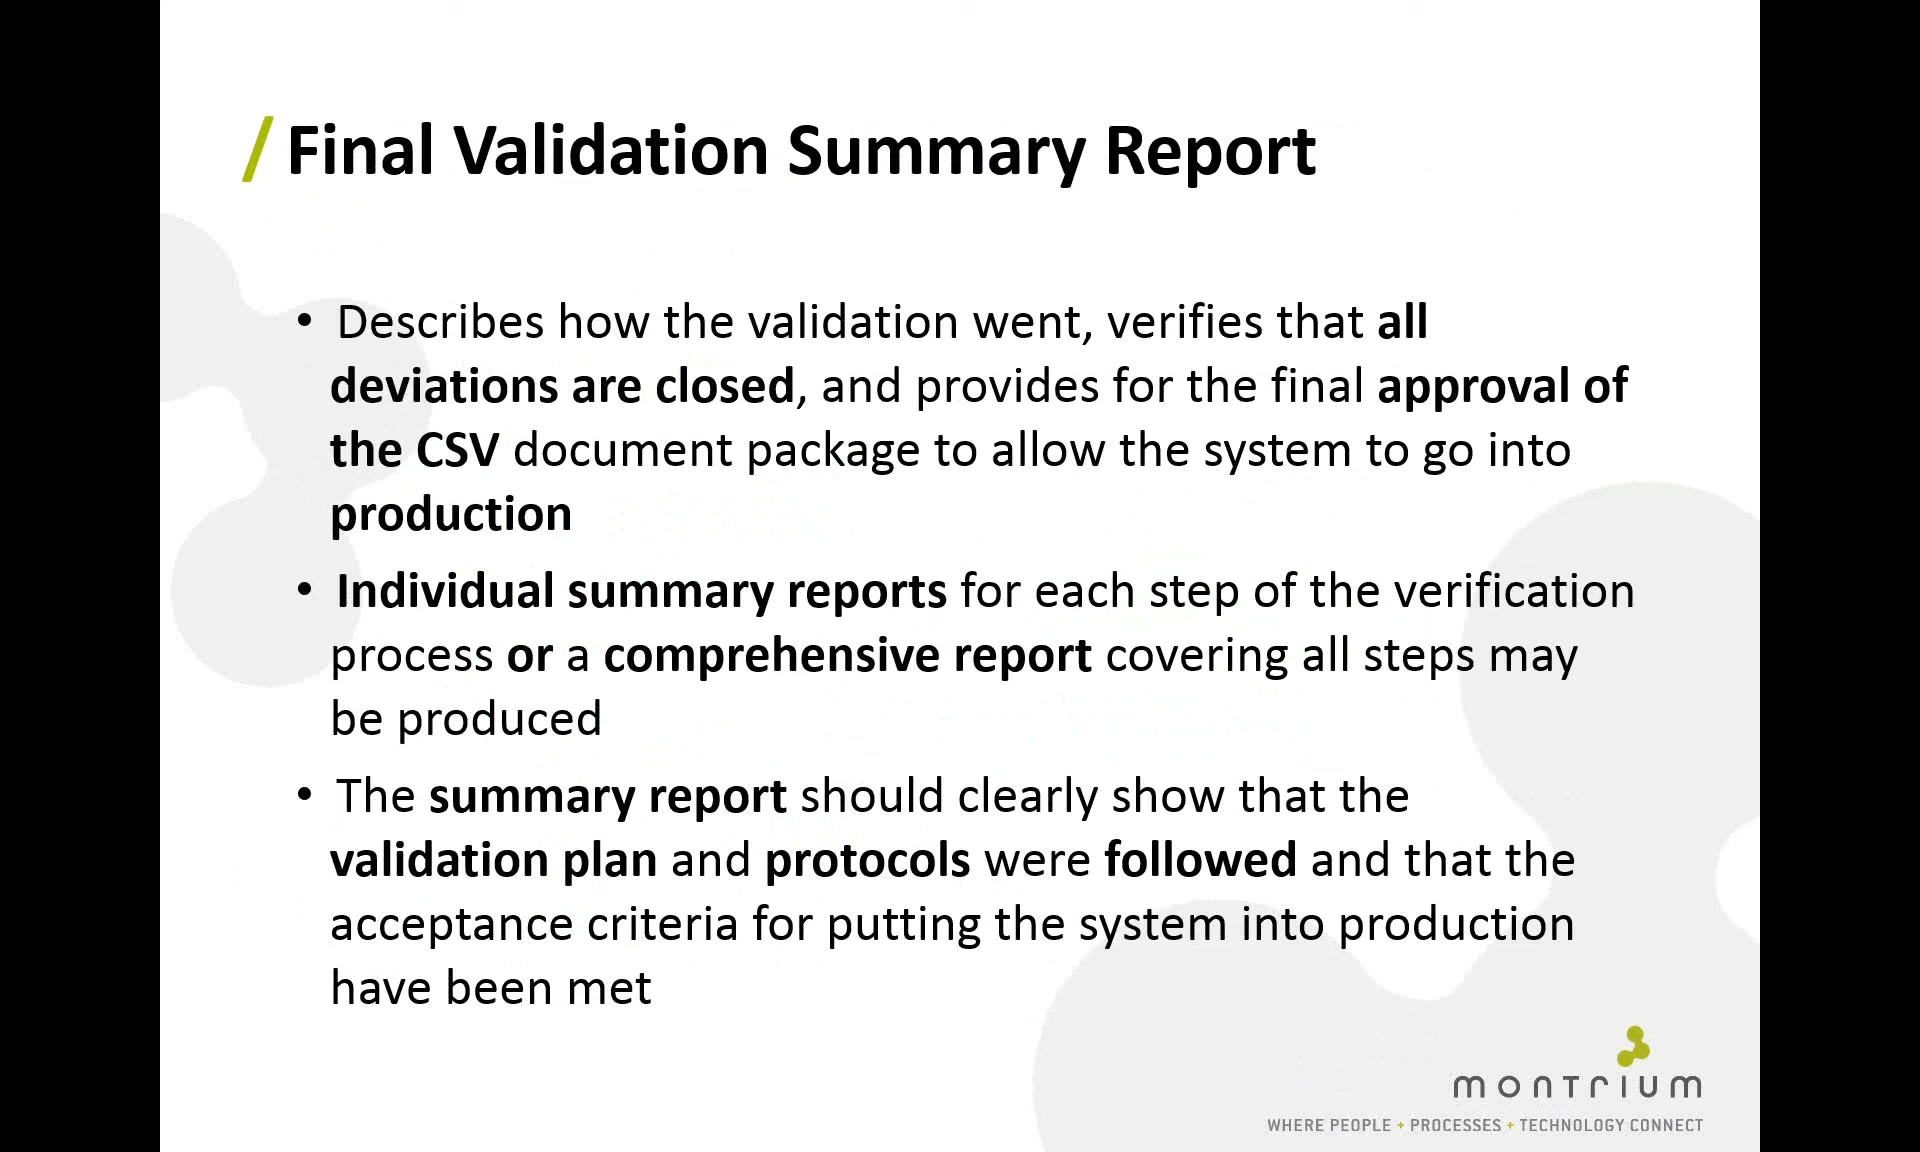 / Final Validation Summary Report
• Describes how the validation went, verifies that all
deviations are closed, and provides for the final approval of
the CSV document package to allow the system to go into
production
• Individual summary reports for each step of the verification
process or a comprehensive report covering all steps may
be produced
• The summary report should clearly show that the
validation plan and protocols were followed and that the
acceptance criteria for putting the system into production
have been met
montrium
WHERE PEOPLE + PROCESSES + TECHNOLOGY CONNECT